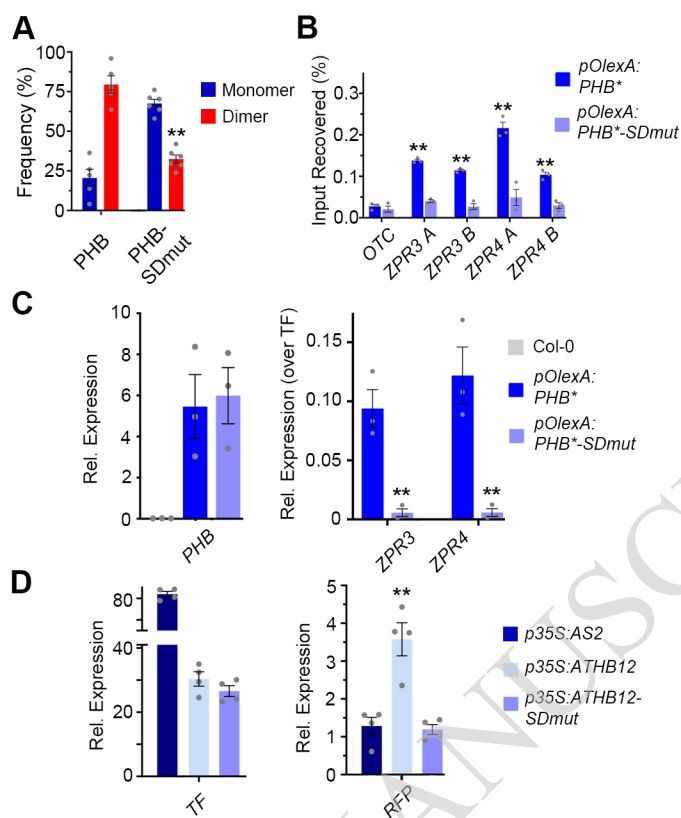 A
Frequency (%)
100
75
50
25
0
Monomer
Dimer
**
PHB
PHB-
SDmut
B
Input Recovered (%)
0.3
0.2
0.1
0.0
**
**
**
**
OTC
ZPR3 A
ZPR3 B
ZPR4 A
ZPR4 B
pOlexA:
PHB*
pOlexA:
PHB*-SDmut
C
Rel. Expression
10
8
6
4
2
0
PHB
Rel. Expression (over TF)
0.15
0.10
0.05
0
**
**
ZPR3
ZPR4
Col-0
pOlexA:
PHB*
pOlexA:
PHB*-SDmut
D
Rel. Expression
80
40
20
0
TF
Rel. Expression
5
4
3
2
1
0
**
RFP
p35S:AS2
p35S:ATHB12
p35S:ATHB12-
SDmut
MANUSC